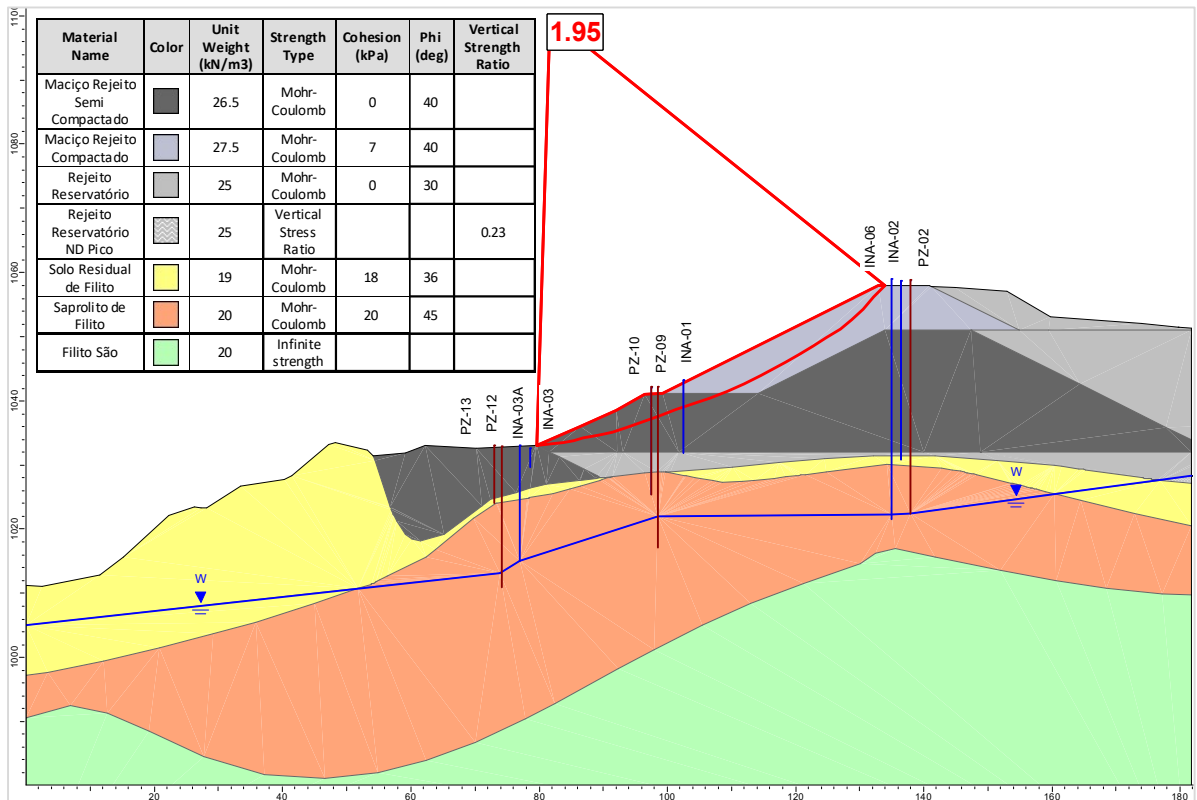 1.95
Material Name Color Unit Weight (kN/m3) Strength Type Cohesion (kPa) Phi (deg) Vertical Strength Ratio
Maciço Rejeito Semi Compactado 26.5 Mohr-Coulomb 0 40
Maciço Rejeito Compactado 27.5 Mohr-Coulomb 7 40
Rejeito Reservatório 25 Mohr-Coulomb 0 30
Rejeito Reservatório ND Pico 25 Vertical Stress Ratio 0.23
Solo Residual de Filito 19 Mohr-Coulomb 18 36
Saprolito de Filito 20 Mohr-Coulomb 20 45
Filito São 20 Infinite strength
INA-06
INA-02
PZ-02
PZ-10
PZ-09
INA-01
PZ-13
PZ-12
INA-03A
INA-03
W
W
1100
1080
1060
1040
1020
1000
20 40 60 80 100 120 140 160 180